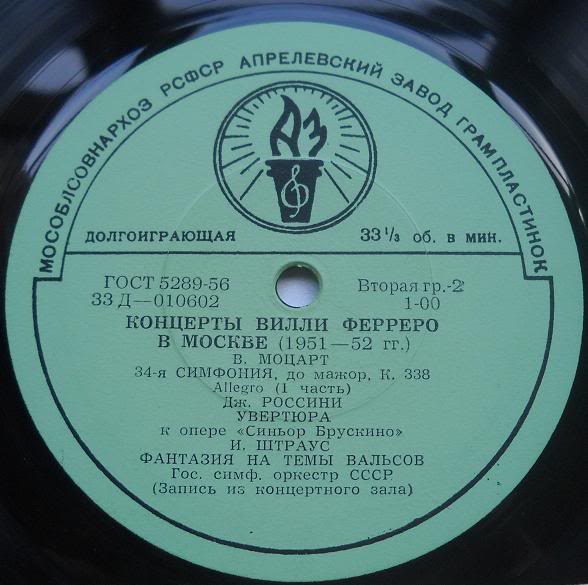 МОСОБЛСОВНАРХОЗ РСФСР АПРЕЛЕВСКИЙ ЗАВОД ГРАМПЛАСТИНОК
АЗ
ДОЛГОИГРАЮЩАЯ 33 1/3 об. в мин.
ГОСТ 5289-56 Вторая гр.-2
33 Д—010602 1-00
КОНЦЕРТЫ ВИЛЛИ ФЕРРЕРО
В МОСКВЕ (1951—52 гг.)
В. МОЦАРТ
34-я СИМФОНИЯ, до мажор, К. 338
Allegro (1 часть)
Дж. РОССИНИ
УВЕРТЮРА
к опере «Синьор Брускино»
И. ШТРАУС
ФАНТАЗИЯ НА ТЕМЫ ВАЛЬСОВ
Гос. симф. оркестр СССР
(Запись из концертного зала)